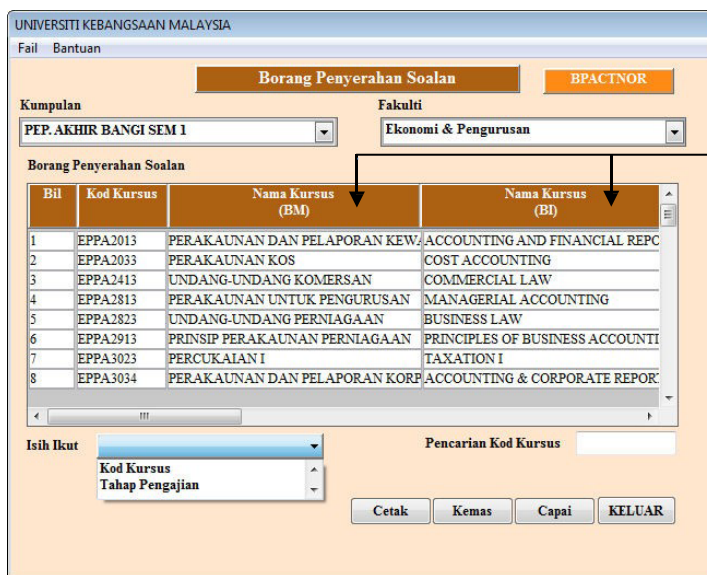 UNIVERSITI KEBANGSAAN MALAYSIA
Fail Bantuan
Borang Penyerahan Soalan BPACTNOR
Kumpulan Fakulti
PEP. AKHIR BANGI SEM 1 Ekonomi & Pengurusan
Borang Penyerahan Soalan
Bil Kod Kursus Nama Kursus Nama Kursus
(BM) (BI)
1 EPPA2013 PERAKAUNAN DAN PELAPORAN KEWA ACCOUNTING AND FINANCIAL REPO
2 EPPA2033 PERAKAUNAN KOS COST ACCOUNTING
3 EPPA2413 UNDANG-UNDANG KOMERSAN COMMERCIAL LAW
4 EPPA2813 PERAKAUNAN UNTUK PENGURUSAN MANAGERIAL ACCOUNTING
5 EPPA2823 UNDANG-UNDANG PERNIAGAAN BUSINESS LAW
6 EPPA2913 PRINSIP PERAKAUNAN PERNIAGAAN PRINCIPLES OF BUSINESS ACCOUNTI
7 EPPA3023 PERCUKAIAN I TAXATION I
8 EPPA3034 PERAKAUNAN DAN PELAPORAN KORP ACCOUNTING & CORPORATE REPOR
Isih Ikut Pencarian Kod Kursus
Kod Kursus
Tahap Pengajian
Cetak Kemas Capai KELUAR